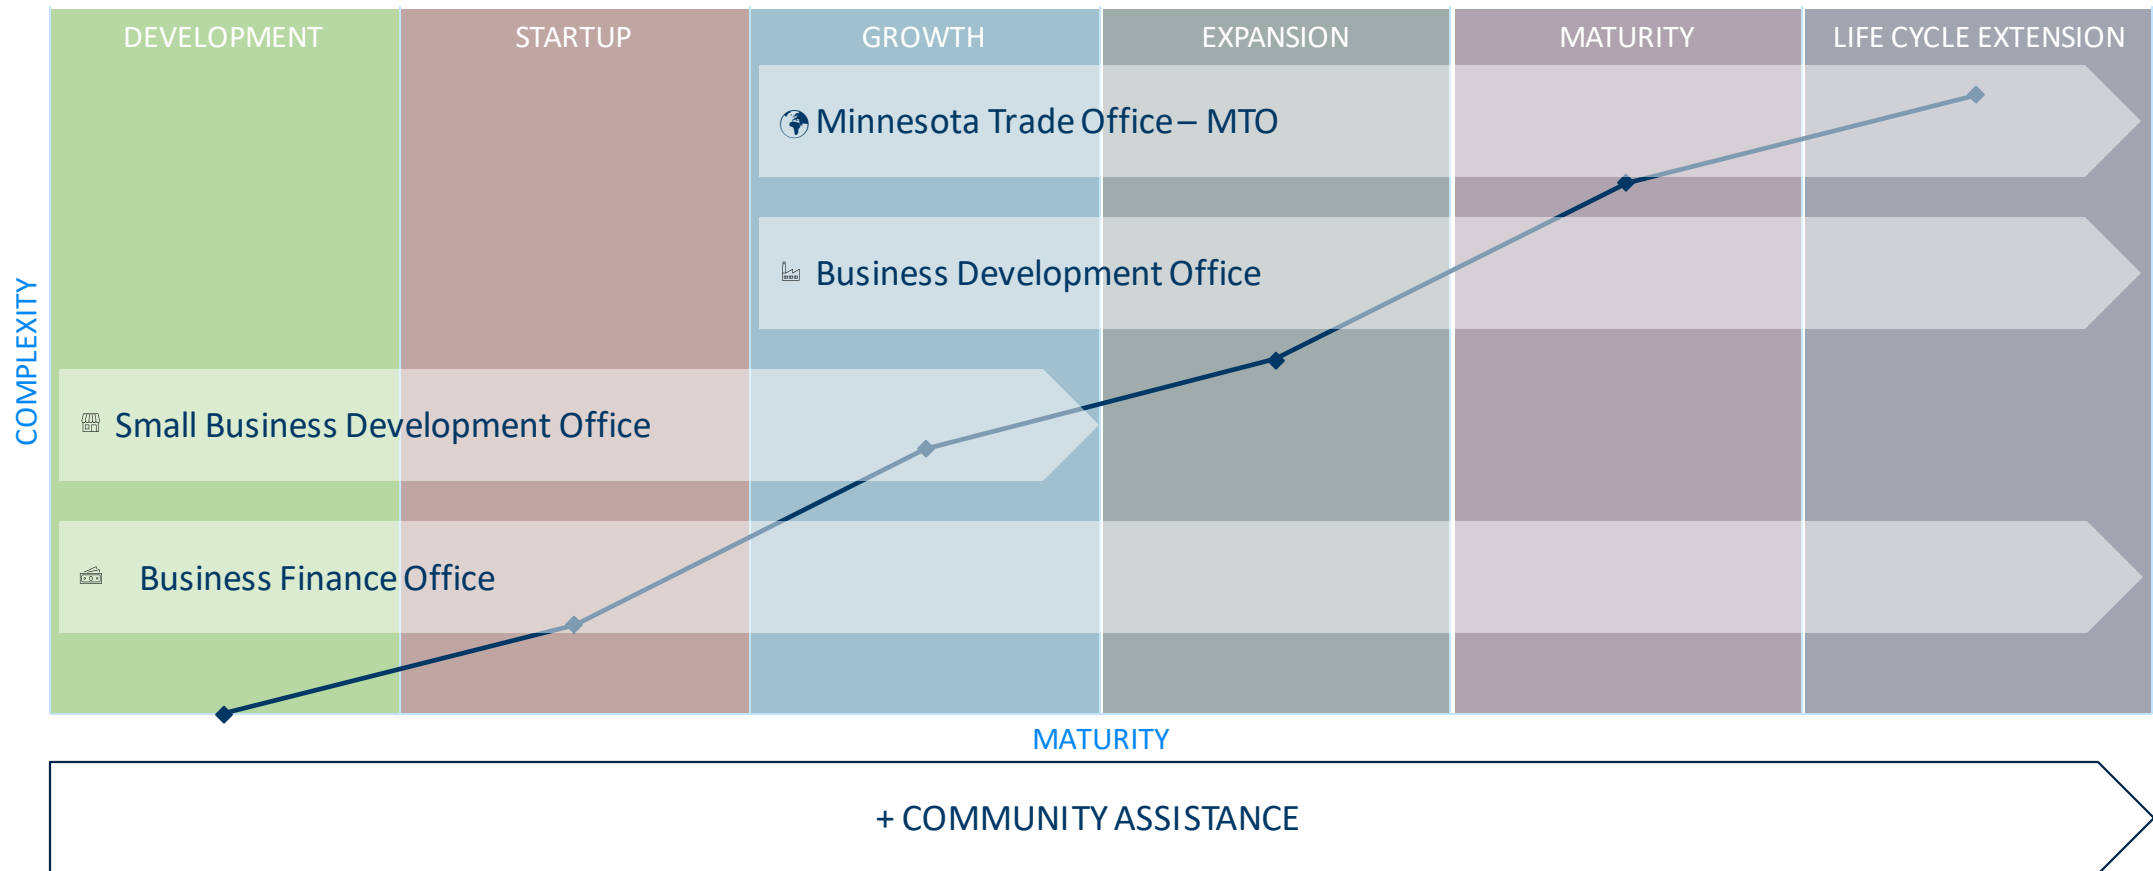 DEVELOPMENT
STARTUP
GROWTH
EXPANSION
MATURITY
LIFE CYCLE EXTENSION
Minnesota Trade Office – MTO
Business Development Office
COMPLEXITY
Small Business Development Office
Business Finance Office
MATURITY
+ COMMUNITY ASSISTANCE